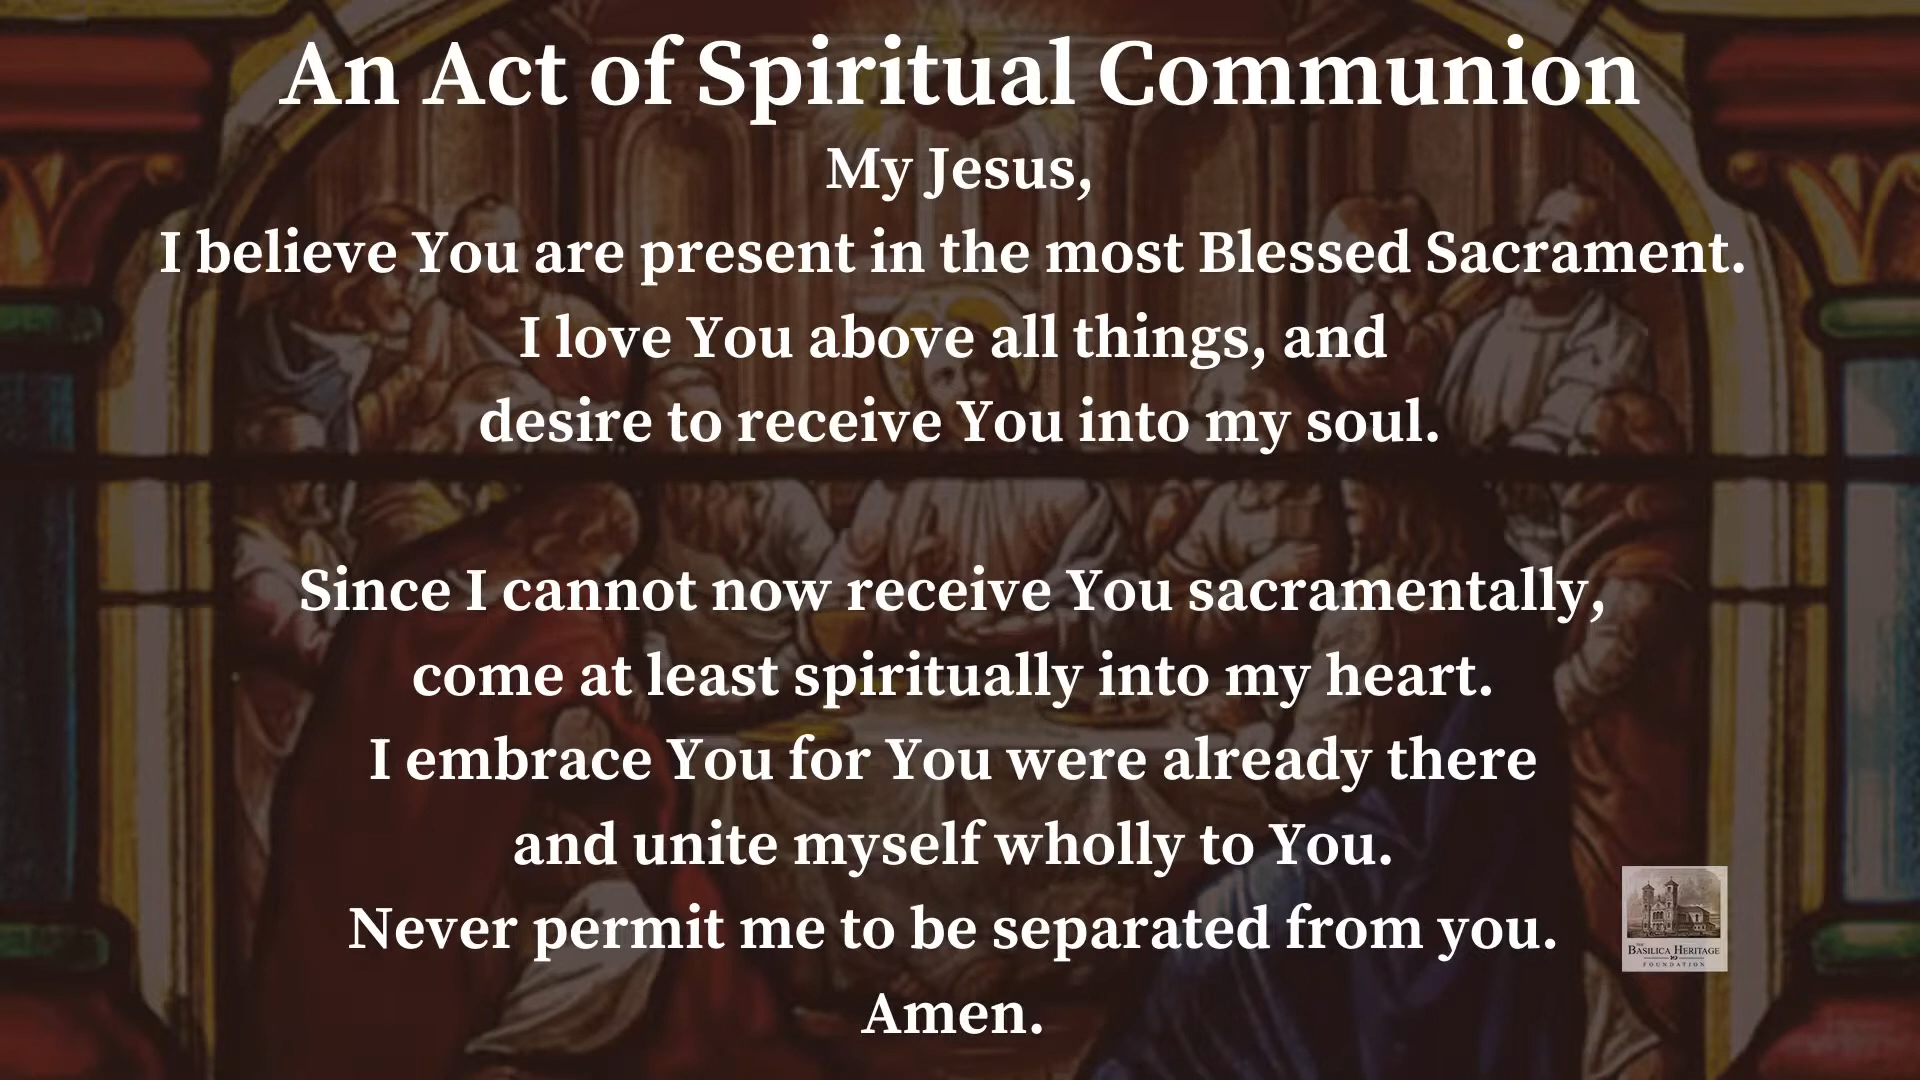 An Act of Spiritual Communion
My Jesus,
I believe You are present in the most Blessed Sacrament.
I love You above all things, and
desire to receive You into my soul.
Since I cannot now receive You sacramentally,
come at least spiritually into my heart.
I embrace You for You were already there
and unite myself wholly to You.
Never permit me to be separated from you.
Amen.
THE
BASILICA HERITAGE
FOUNDATION